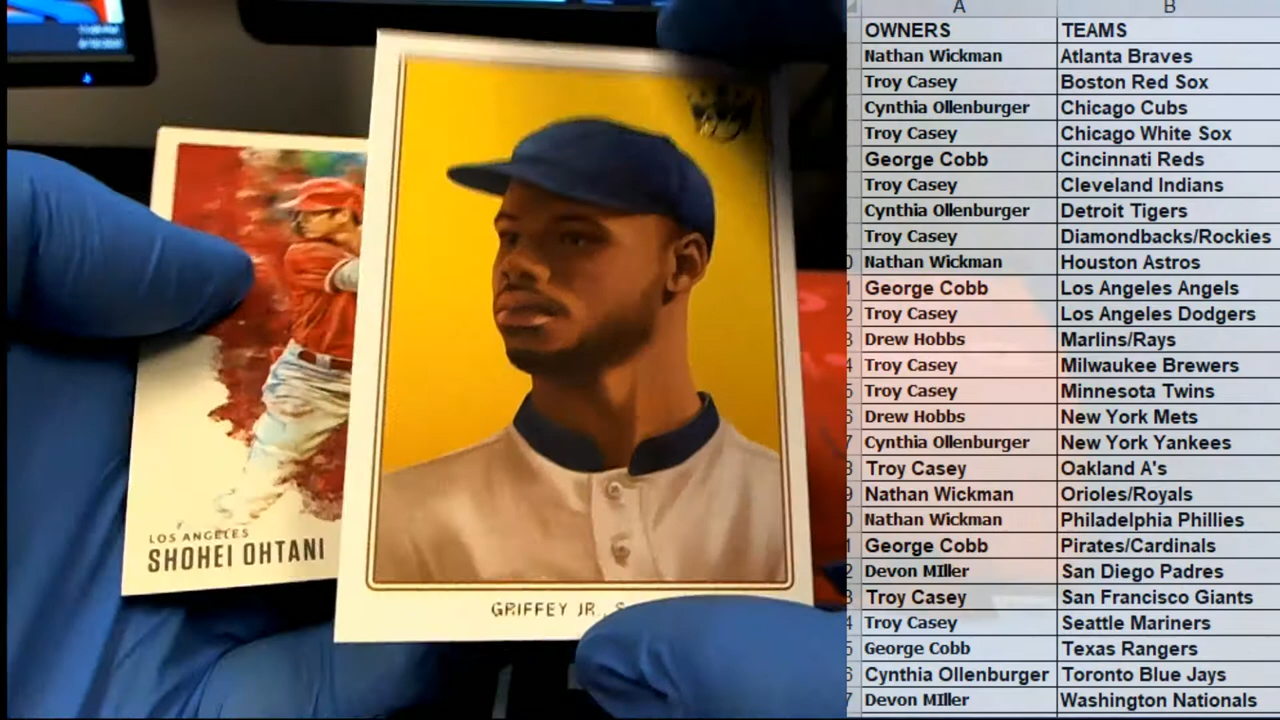 LOS ANGELES
SHOHEI OHTANI
GRIFFEY JR., S
A B
OWNERS TEAMS
Nathan Wickman Atlanta Braves
Troy Casey Boston Red Sox
Cynthia Ollenburger Chicago Cubs
Troy Casey Chicago White Sox
George Cobb Cincinnati Reds
Troy Casey Cleveland Indians
Cynthia Ollenburger Detroit Tigers
Troy Casey Diamondbacks/Rockies
Nathan Wickman Houston Astros
George Cobb Los Angeles Angels
Troy Casey Los Angeles Dodgers
Drew Hobbs Marlins/Rays
Troy Casey Milwaukee Brewers
Troy Casey Minnesota Twins
Drew Hobbs New York Mets
Cynthia Ollenburger New York Yankees
Troy Casey Oakland A's
Nathan Wickman Orioles/Royals
Nathan Wickman Philadelphia Phillies
George Cobb Pirates/Cardinals
Devon MIller San Diego Padres
Troy Casey San Francisco Giants
Troy Casey Seattle Mariners
George Cobb Texas Rangers
Cynthia Ollenburger Toronto Blue Jays
Devon MIller Washington Nationals